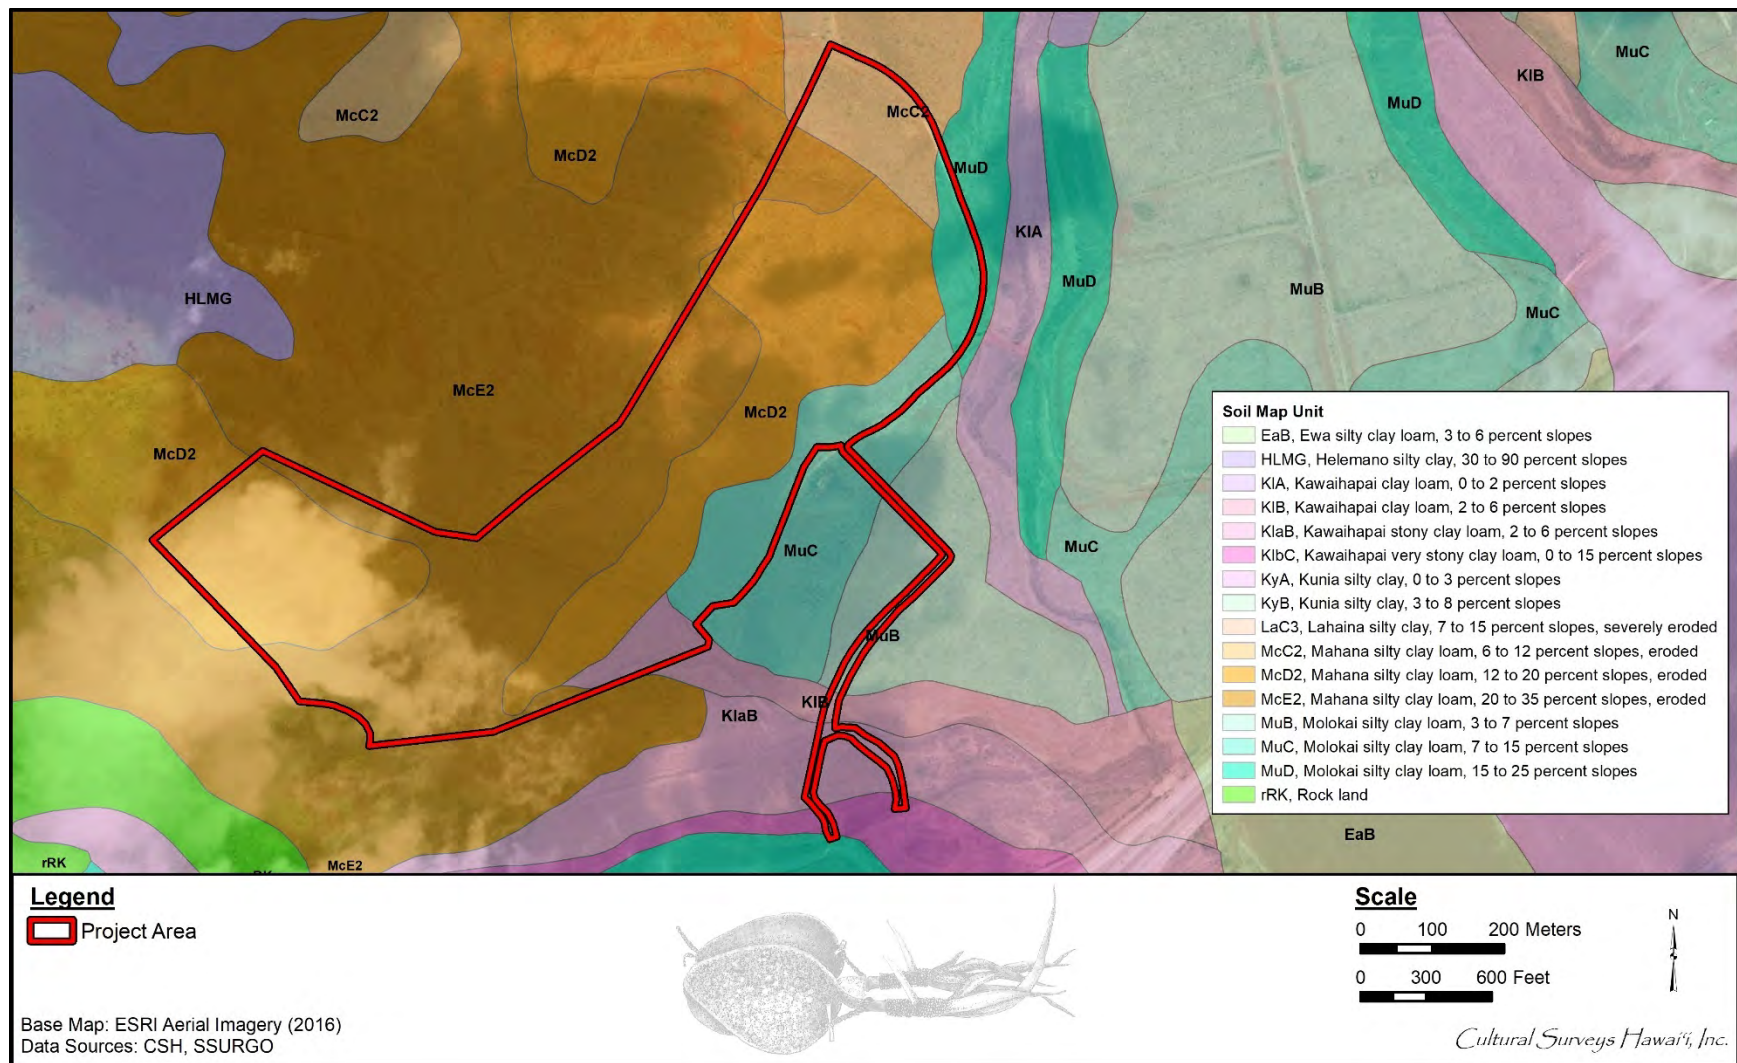 McC2
McD2
McC2
MuD
KlA
MuD
MuB
MuD
KlB
MuC
HLMG
McE2
McD2
McD2
MuC
MuC
MuC
MuB
KlB
KlaB
EaB
rRK
McE2
Soil Map Unit
EaB, Ewa silty clay loam, 3 to 6 percent slopes
HLMG, Helemano silty clay, 30 to 90 percent slopes
KlA, Kawaihapai clay loam, 0 to 2 percent slopes
KlB, Kawaihapai clay loam, 2 to 6 percent slopes
KlaB, Kawaihapai stony clay loam, 2 to 6 percent slopes
KlbC, Kawaihapai very stony clay loam, 0 to 15 percent slopes
KyA, Kunia silty clay, 0 to 3 percent slopes
KyB, Kunia silty clay, 3 to 8 percent slopes
LaC3, Lahaina silty clay, 7 to 15 percent slopes, severely eroded
McC2, Mahana silty clay loam, 6 to 12 percent slopes, eroded
McD2, Mahana silty clay loam, 12 to 20 percent slopes, eroded
McE2, Mahana silty clay loam, 20 to 35 percent slopes, eroded
MuB, Molokai silty clay loam, 3 to 7 percent slopes
MuC, Molokai silty clay loam, 7 to 15 percent slopes
MuD, Molokai silty clay loam, 15 to 25 percent slopes
rRK, Rock land
Legend
Project Area
Base Map: ESRI Aerial Imagery (2016)
Data Sources: CSH, SSURGO
Scale
0 100 200 Meters
0 300 600 Feet
N
Cultural Surveys Hawai‘i, Inc.